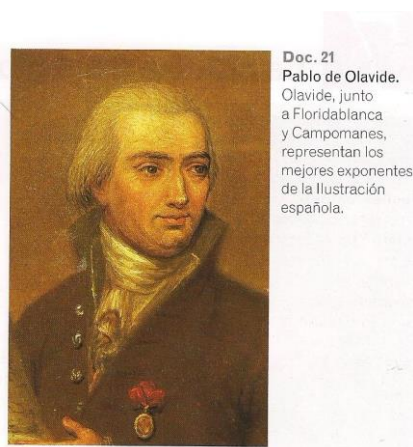 Doc. 21
Pablo de Olavide.
Olavide, junto
a Floridablanca
y Campomanes,
representan los
mejores exponentes
de la Ilustración
española.